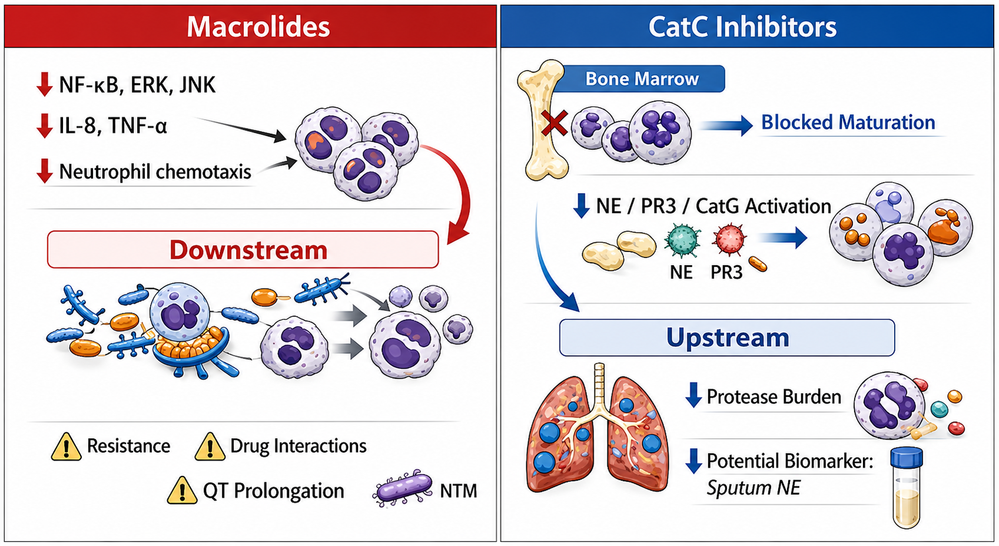 Macrolides
↓ NF-κB, ERK, JNK
↓ IL-8, TNF-α
↓ Neutrophil chemotaxis
Downstream
Resistance
Drug Interactions
QT Prolongation
NTM
CatC Inhibitors
Bone Marrow
Blocked Maturation
↓ NE / PR3 / CatG Activation
NE
PR3
Upstream
↓ Protease Burden
↓ Potential Biomarker:
Sputum NE